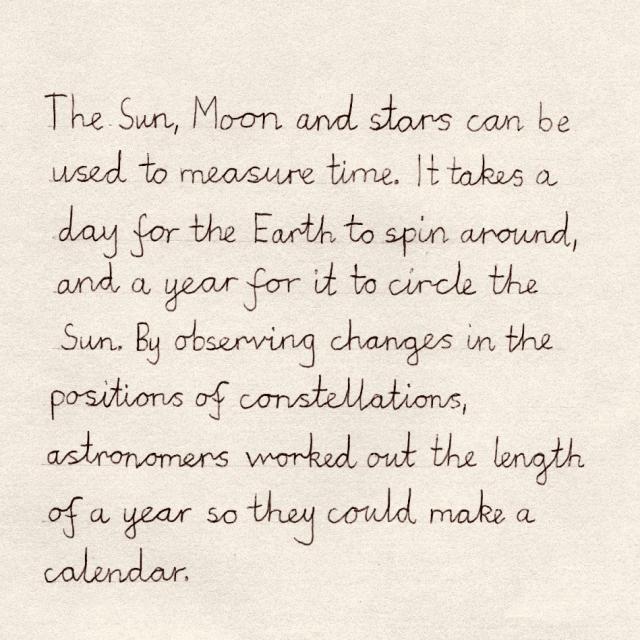 The Sun, Moon and stars can be
used to measure time. It takes a
day for the Earth to spin around,
and a year for it to circle the
Sun. By observing changes in the
positions of constellations,
astronomers worked out the length
of a year so they could make a
calendar.